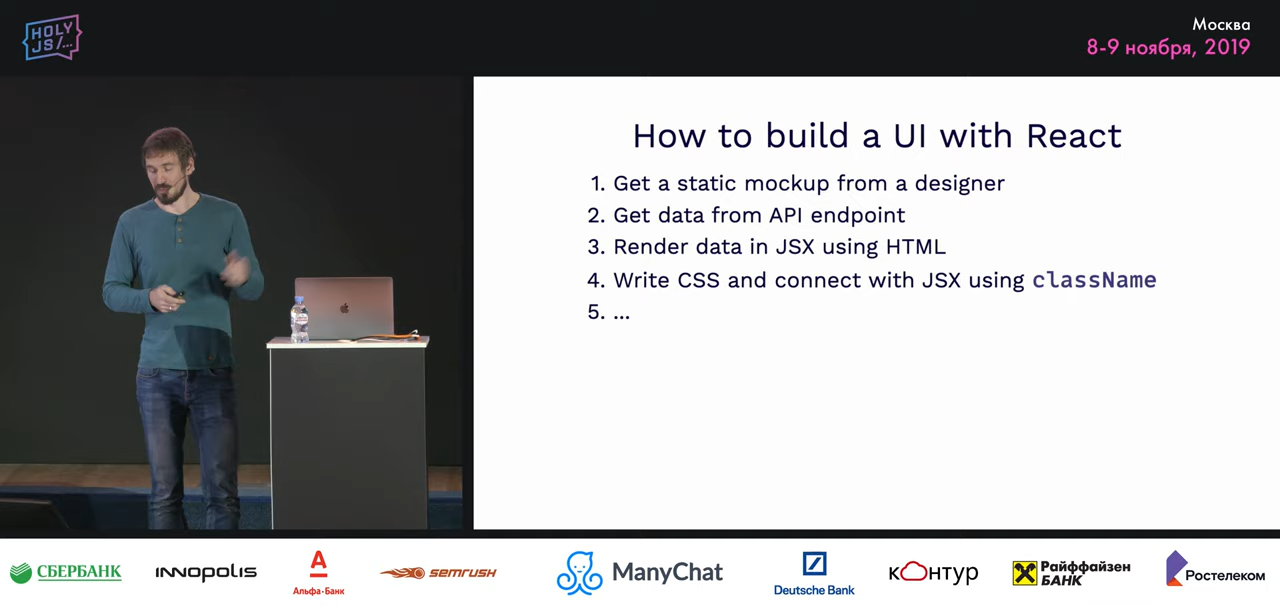 HOLY
JS/...
Москва
8-9 ноября, 2019
How to build a UI with React
1. Get a static mockup from a designer
2. Get data from API endpoint
3. Render data in JSX using HTML
4. Write CSS and connect with JSX using className
5. ...
СБЕРБАНК
INNOPOLIS
А
Альфа·Банк
semrush
ManyChat
Deutsche Bank
кОнтур
Райффайзен
БАНК
Ростелеком